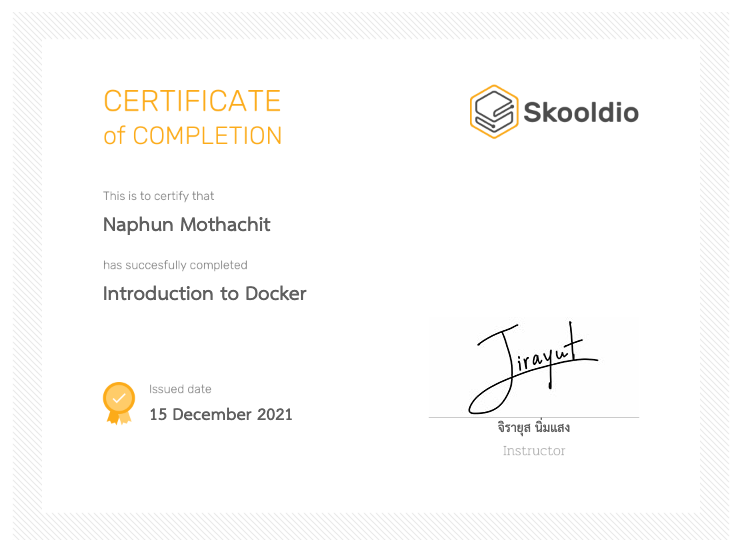 CERTIFICATE
of COMPLETION
Skooldio
This is to certify that
Naphun Mothachit
has succesfully completed
Introduction to Docker
Issued date
15 December 2021
Jirayut
จิรายุส นิ่มแสง
Instructor